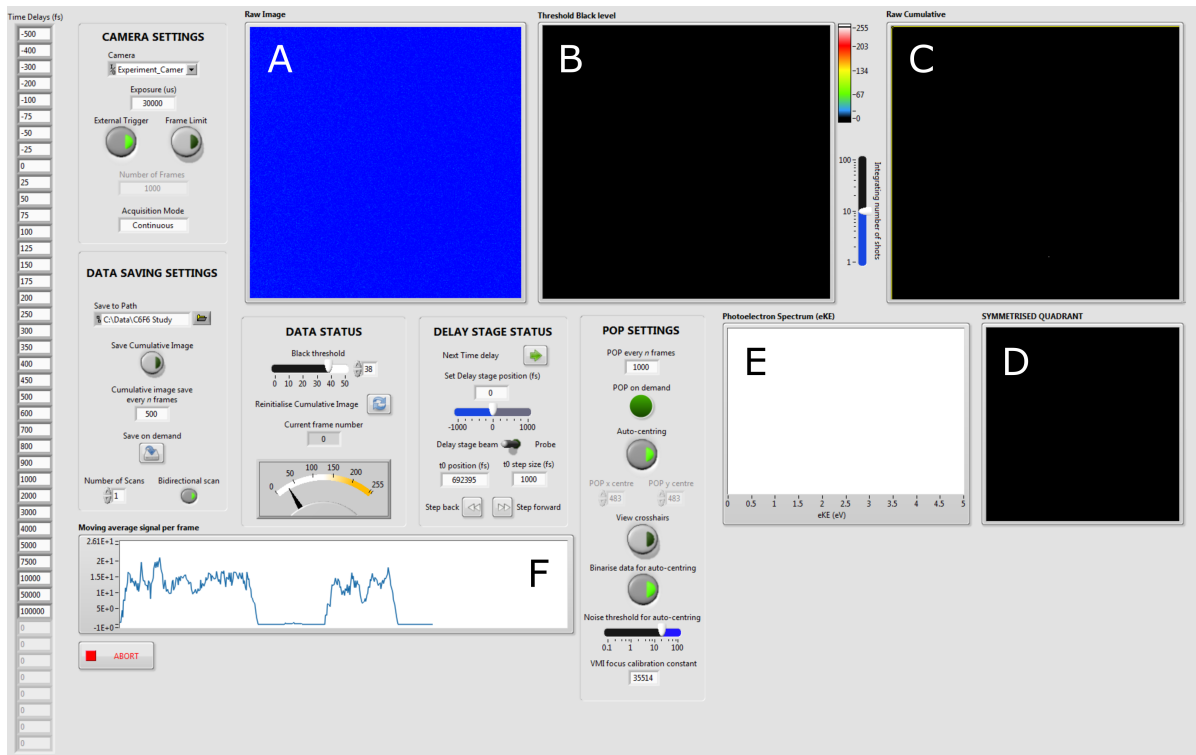 Time Delays (fs)
-500
-400
-300
-200
-100
-75
-50
-25
0
25
50
75
100
125
150
175
200
250
300
350
400
450
500
600
700
800
900
1000
2000
3000
4000
5000
7500
10000
50000
100000
0
0
0
0
0
0
0
0
CAMERA SETTINGS
Camera
Experiment_Camer
Exposure (us)
30000
External Trigger Frame Limit
Number of Frames
1000
Acquisition Mode
Continuous
DATA SAVING SETTINGS
Save to Path
C:\Data\C6F6 Study
Save Cumulative Image
Cumulative image save
every n frames
500
Save on demand
Number of Scans Bidirectional scan
1
Raw Image
A
Threshold Black level
B
-255
-203
-134
-67
-0
100-
10-
1-
Integrating number of shots
Raw Cumulative
C
DATA STATUS
Black threshold
38
0 10 20 30 40 50
Reinitialise Cumulative Image
Current frame number
0
0 50 100 150 200 255
DELAY STAGE STATUS
Next Time delay
Set Delay stage position (fs)
0
-1000 0 1000
Delay stage beam Probe
t0 position (fs) t0 step size (fs)
692395 1000
Step back Step forward
POP SETTINGS
POP every n frames
1000
POP on demand
Auto-centring
POP x centre POP y centre
483 483
View crosshairs
Binarise data for auto-centring
Noise threshold for auto-centring
0.1 1 10 100
VMI focus calibration constant
35514
Photoelectron Spectrum (eKE)
E
0 0.5 1 1.5 2 2.5 3 3.5 4 4.5 5
eKE (eV)
SYMMETRISED QUADRANT
D
Moving average signal per frame
2.61E+1-
2E+1-
1.5E+1-
1E+1-
5E+0-
-1E+0-
F
ABORT